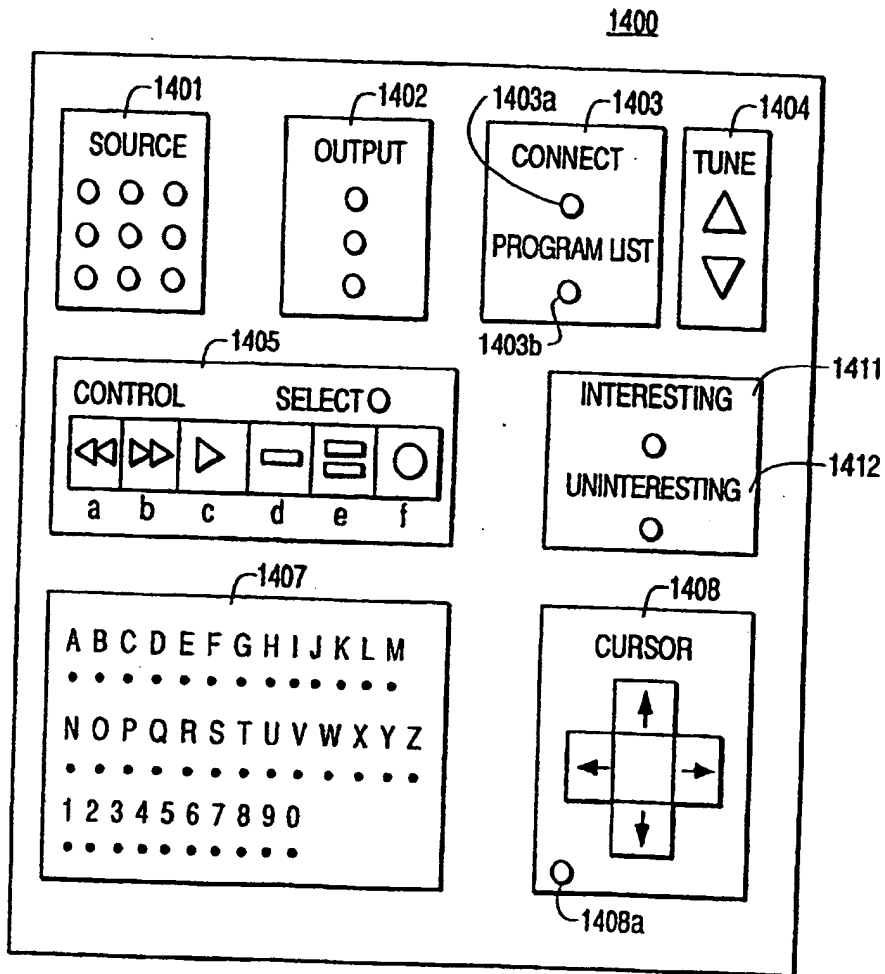 1400
1401
1402
1403a
1403
1404
SOURCE
OUTPUT
CONNECT
TUNE
PROGRAM LIST
1403b
1405
CONTROL
SELECT
a b c d e f
1411
INTERESTING
1412
UNINTERESTING
1407
A B C D E F G H I J K L M
N O P Q R S T U V W X Y Z
1 2 3 4 5 6 7 8 9 0
1408
CURSOR
1408a